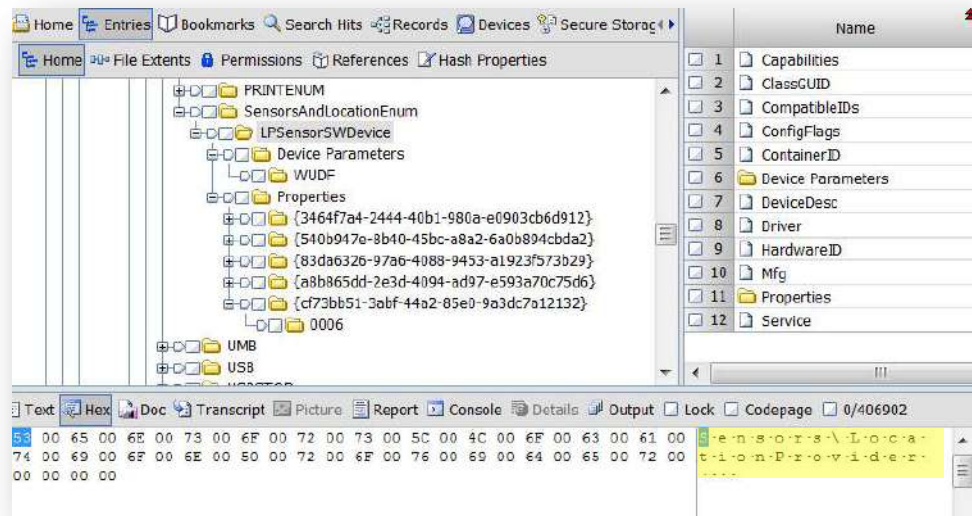 Home Entries Bookmarks Search Hits Records Devices Secure Storag
Home File Extents Permissions References Hash Properties
PRINTENUM
SensorsAndLocationEnum
LPSensorSWDevice
Device Parameters
WUDF
Properties
{3464f7a4-2444-40b1-980a-e0903cb6d912}
{540b947e-8b40-45bc-a8a2-6a0b894cbda2}
{83da6326-97a6-4088-9453-a1923f573b29}
{a8b865dd-2e3d-4094-ad97-e593a70c75d6}
{cf73bb51-3abf-44a2-85e0-9a3dc7a12132}
0006
UMB
USB
Name
1 Capabilities
2 ClassGUID
3 CompatibleIDs
4 ConfigFlags
5 ContainerID
6 Device Parameters
7 DeviceDesc
8 Driver
9 HardwareID
10 Mfg
11 Properties
12 Service
Text Hex Doc Transcript Picture Report Console Details Output Lock Codepage 0/406902
53 00 65 00 6E 00 73 00 6F 00 72 00 73 00 5C 00 4C 00 6F 00 63 00 61 00 S·e·n·s·o·r·s·\·L·o·c·a·
74 00 69 00 6F 00 6E 00 50 00 72 00 6F 00 76 00 69 00 64 00 65 00 72 00 t·i·o·n·P·r·o·v·i·d·e·r·
00 00 00 00 ····